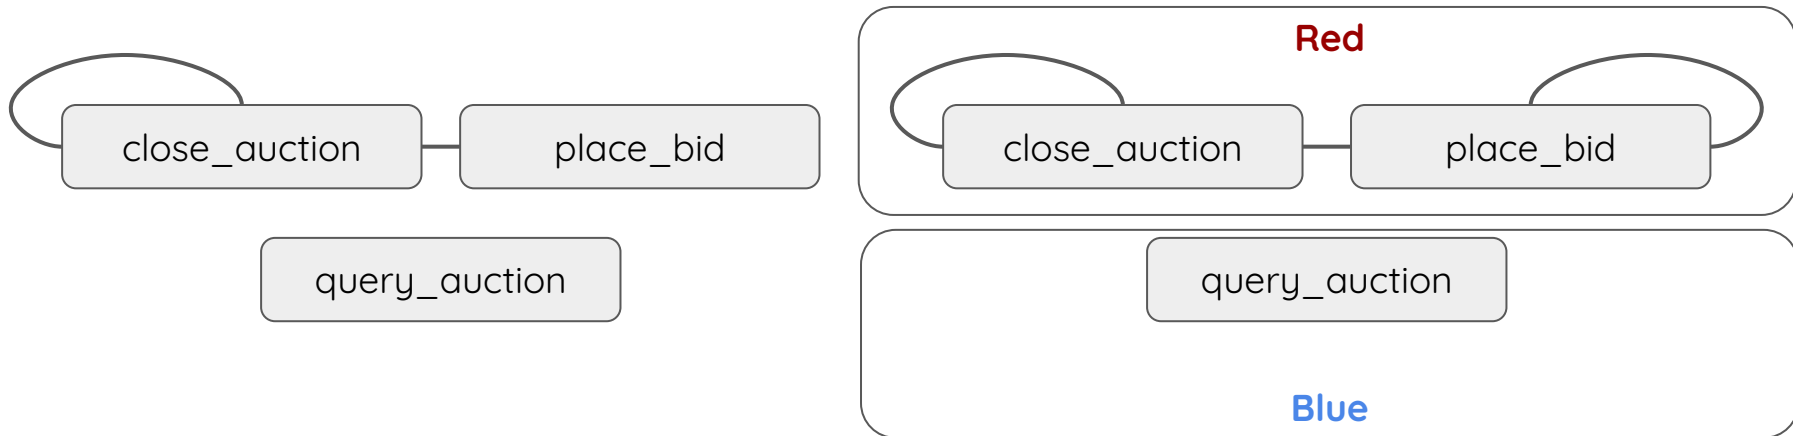 close_auction
place_bid
query_auction
Red
close_auction
place_bid
query_auction
Blue